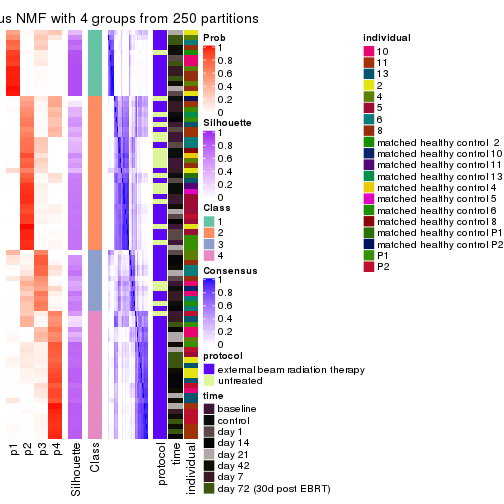 us NMF with 4 groups from 250 partitions
Prob
1
0.8
0.6
0.4
0.2
0
Silhouette
1
0.8
0.6
0.4
0.2
0
Class
1
2
3
4
Consensus
1
0.8
0.6
0.4
0.2
0
protocol
external beam radiation therapy
untreated
time
baseline
control
day 1
day 14
day 21
day 42
day 7
day 72 (30d post EBRT)
individual
10
11
13
2
4
5
6
8
matched healthy control 2
matched healthy control 10
matched healthy control 11
matched healthy control 13
matched healthy control 4
matched healthy control 5
matched healthy control 6
matched healthy control 8
matched healthy control P1
matched healthy control P2
P1
P2
p1
p2
p3
p4
Silhouette
Class
protocol
time
individual